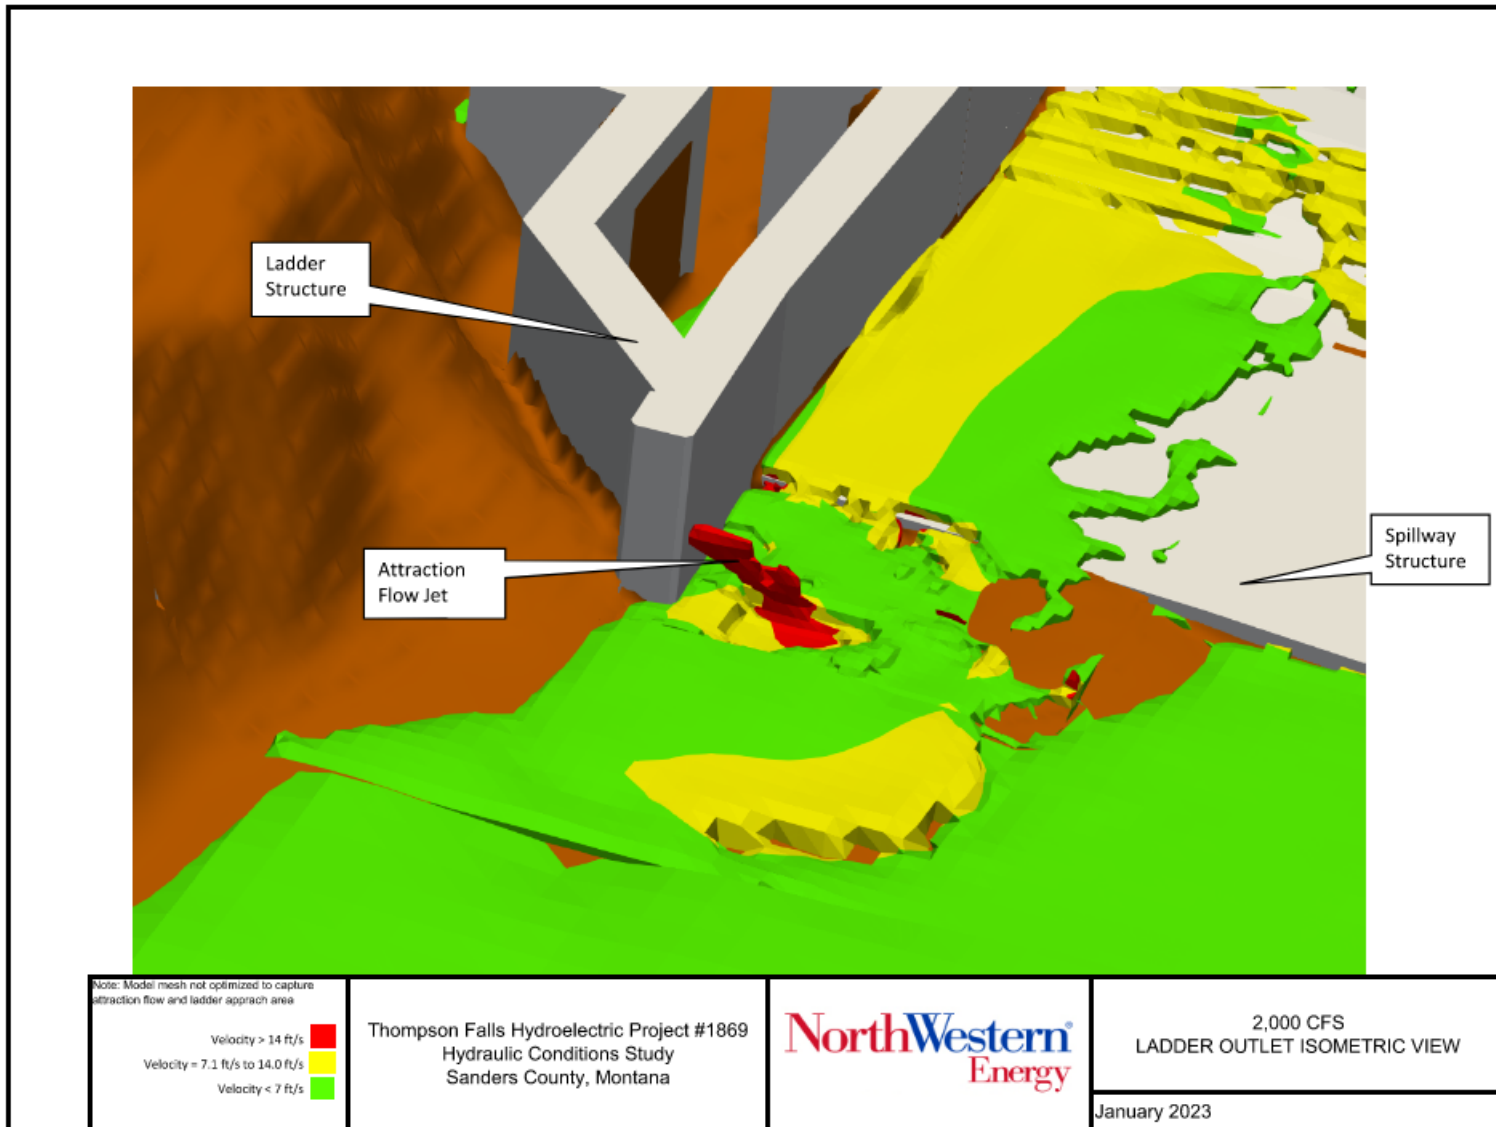 Ladder
Structure
Attraction
Flow Jet
Spillway
Structure
Note: Model mesh not optimized to capture
attraction flow and ladder apprach area
Velocity > 14 ft/s
Velocity = 7.1 ft/s to 14.0 ft/s
Velocity < 7 ft/s
Thompson Falls Hydroelectric Project #1869
Hydraulic Conditions Study
Sanders County, Montana
NorthWestern®
Energy
2,000 CFS
LADDER OUTLET ISOMETRIC VIEW
January 2023